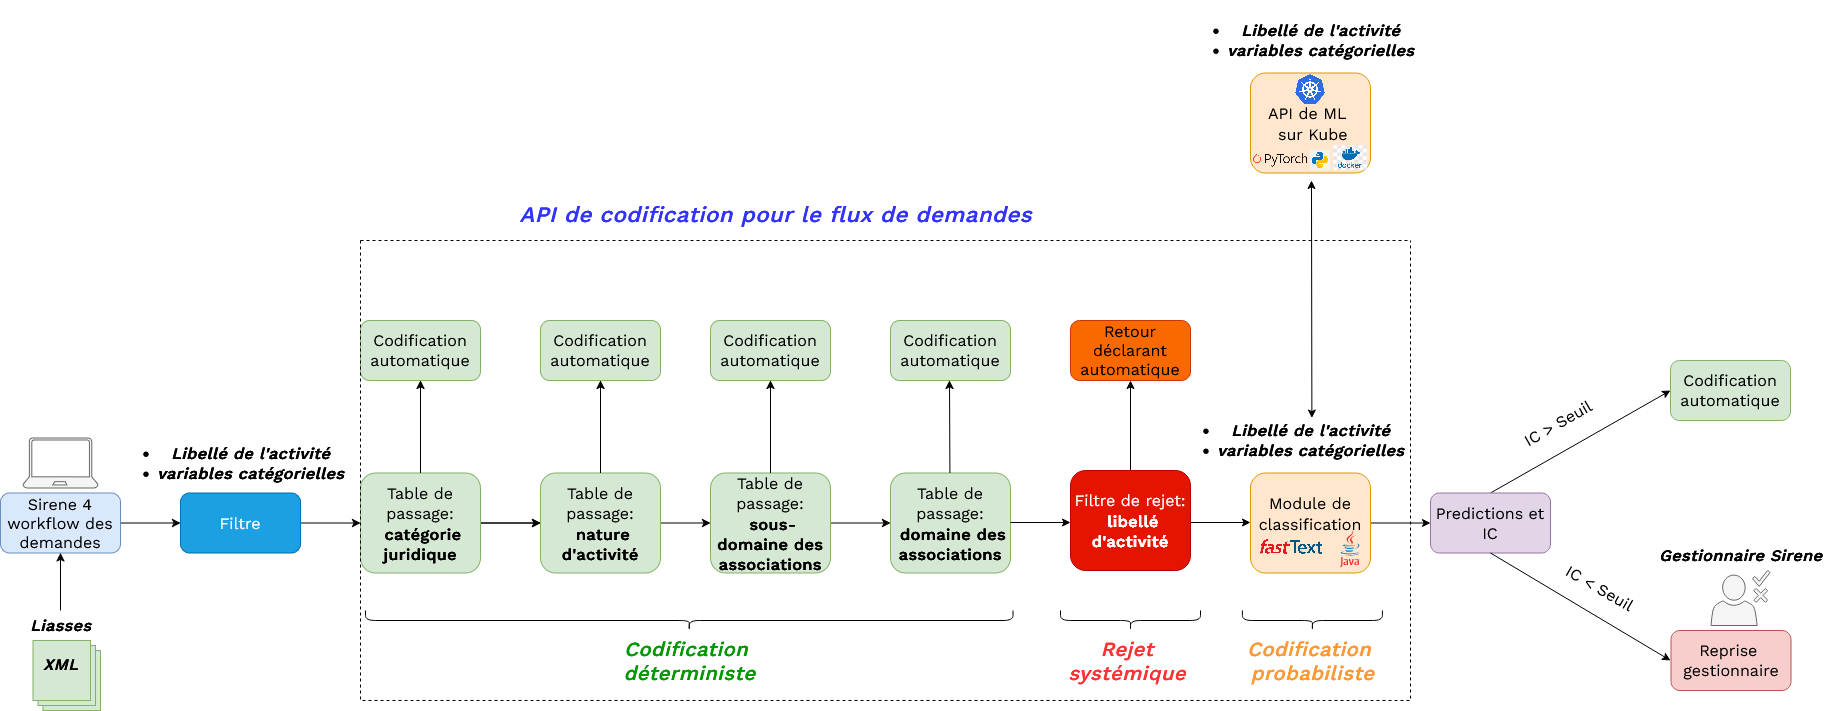 Libellé de l'activité
variables catégorielles
API de ML
sur Kube
PyTorch
docker
API de codification pour le flux de demandes
Codification
automatique
Codification
automatique
Codification
automatique
Codification
automatique
Retour
déclarant
automatique
Codification
automatique
IC > Seuil
Libellé de l'activité
variables catégorielles
Libellé de l'activité
variables catégorielles
Sirene 4
workflow des
demandes
Filtre
Table de
passage:
catégorie
juridique
Table de
passage:
nature
d'activité
Table de
passage:
sous-
domaine des
associations
Table de
passage:
domaine des
associations
Filtre de rejet:
libellé
d'activité
Module de
classification
fastText
Java
Predictions et
IC
IC < Seuil
Gestionnaire Sirene
Reprise
gestionnaire
Liasses
XML
Codification
déterministe
Rejet
systémique
Codification
probabiliste